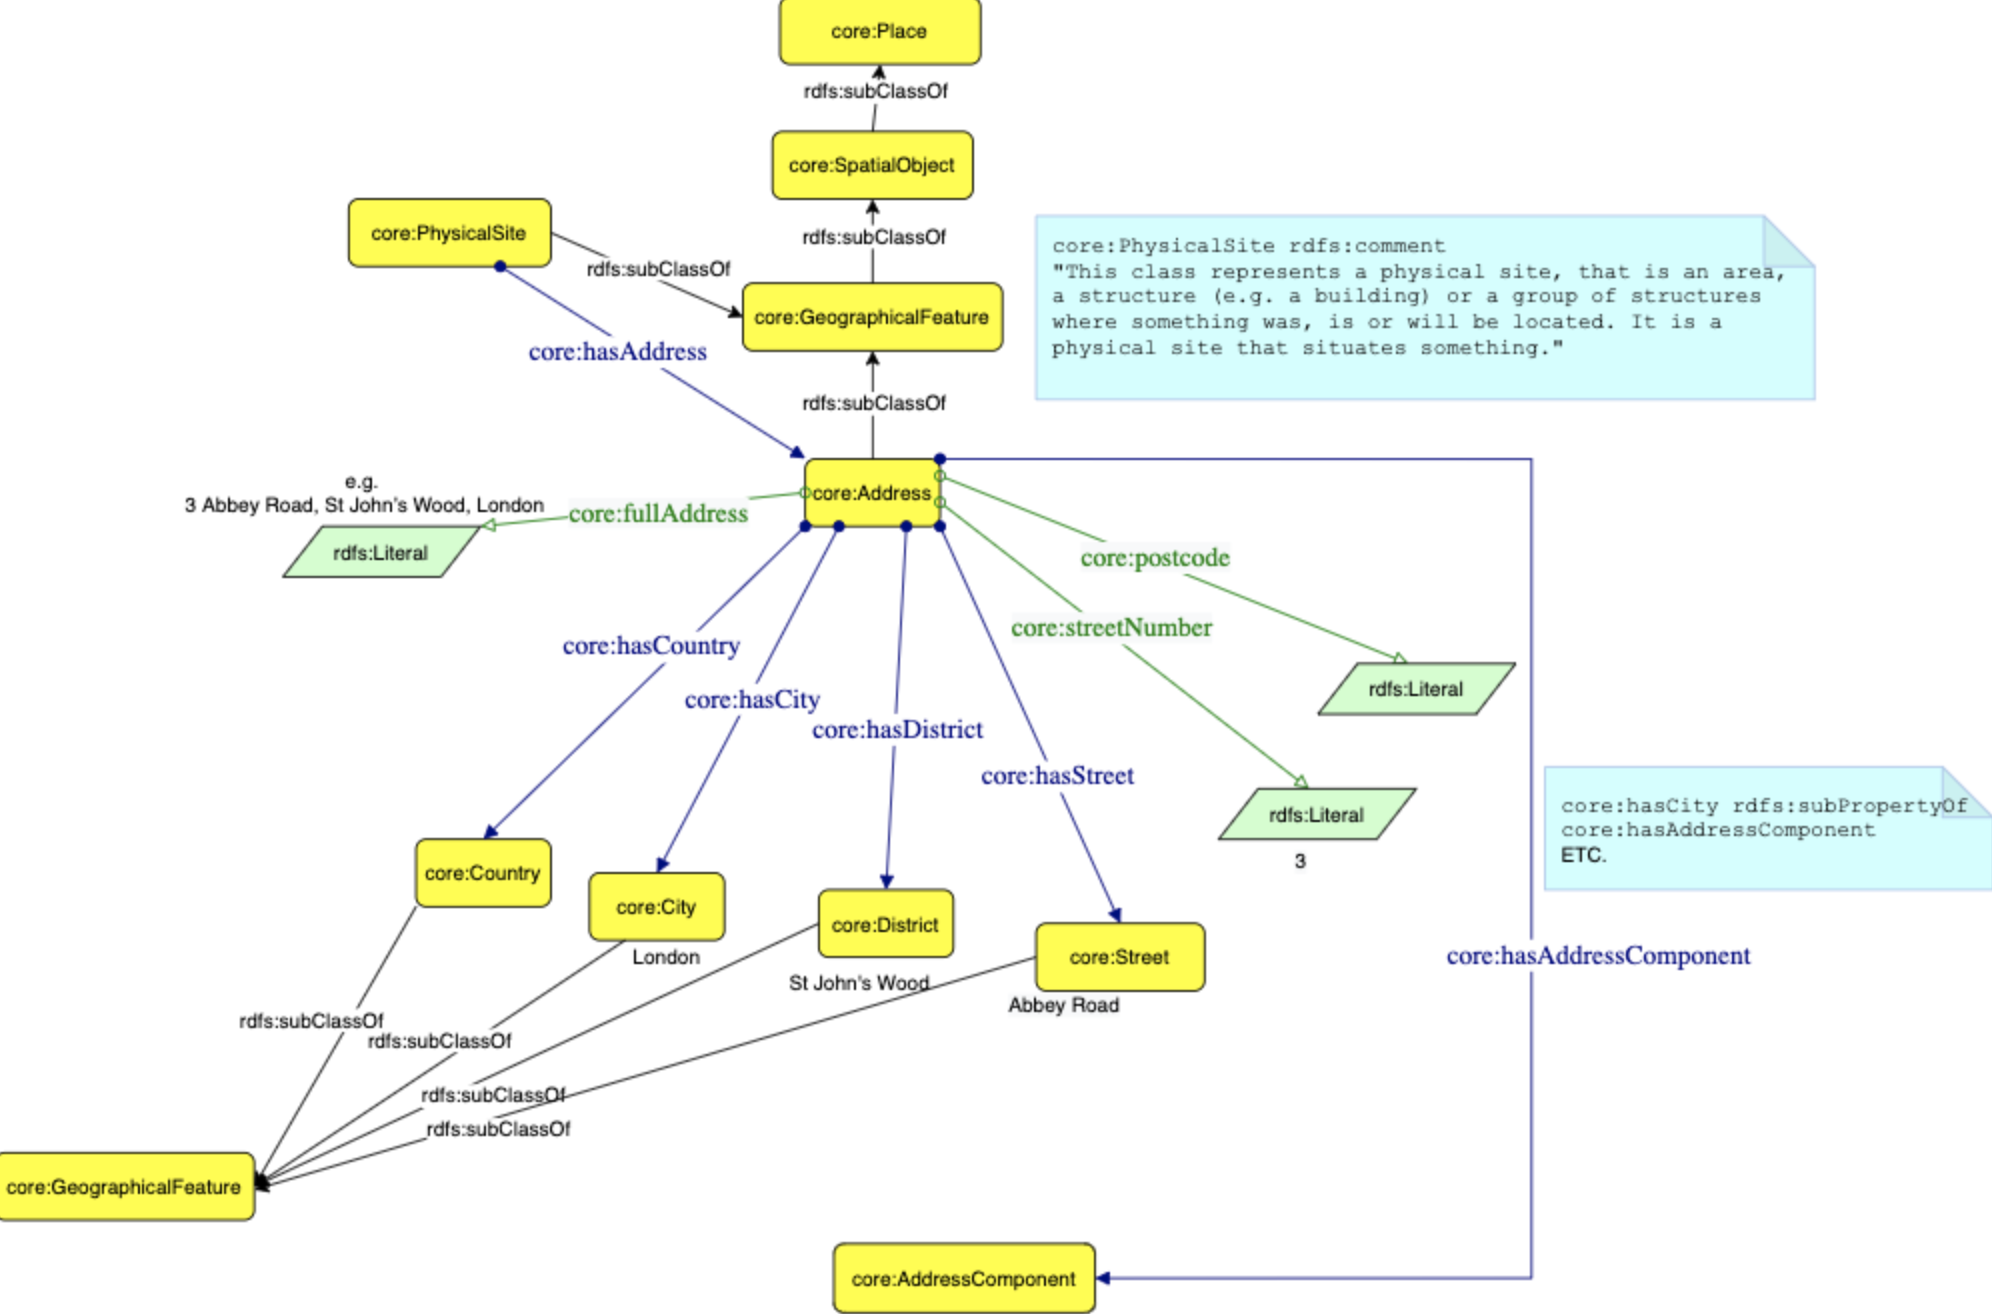 core:Place
rdfs:subClassOf
core:SpatialObject
core:PhysicalSite
rdfs:subClassOf
rdfs:subClassOf
core:GeographicalFeature
core:hasAddress
rdfs:subClassOf
core:PhysicalSite rdfs:comment
"This class represents a physical site, that is an area,
a structure (e.g. a building) or a group of structures
where something was, is or will be located. It is a
physical site that situates something."
e.g.
3 Abbey Road, St John's Wood, London
core:fullAddress
core:Address
rdfs:Literal
core:postcode
core:streetNumber
core:hasCountry
core:hasCity
core:hasDistrict
core:hasStreet
rdfs:Literal
rdfs:Literal
3
core:hasCity rdfs:subPropertyOf
core:hasAddressComponent
ETC.
core:Country
core:City
London
core:District
St John's Wood
core:Street
Abbey Road
core:hasAddressComponent
rdfs:subClassOf
rdfs:subClassOf
rdfs:subClassOf
rdfs:subClassOf
core:GeographicalFeature
core:AddressComponent